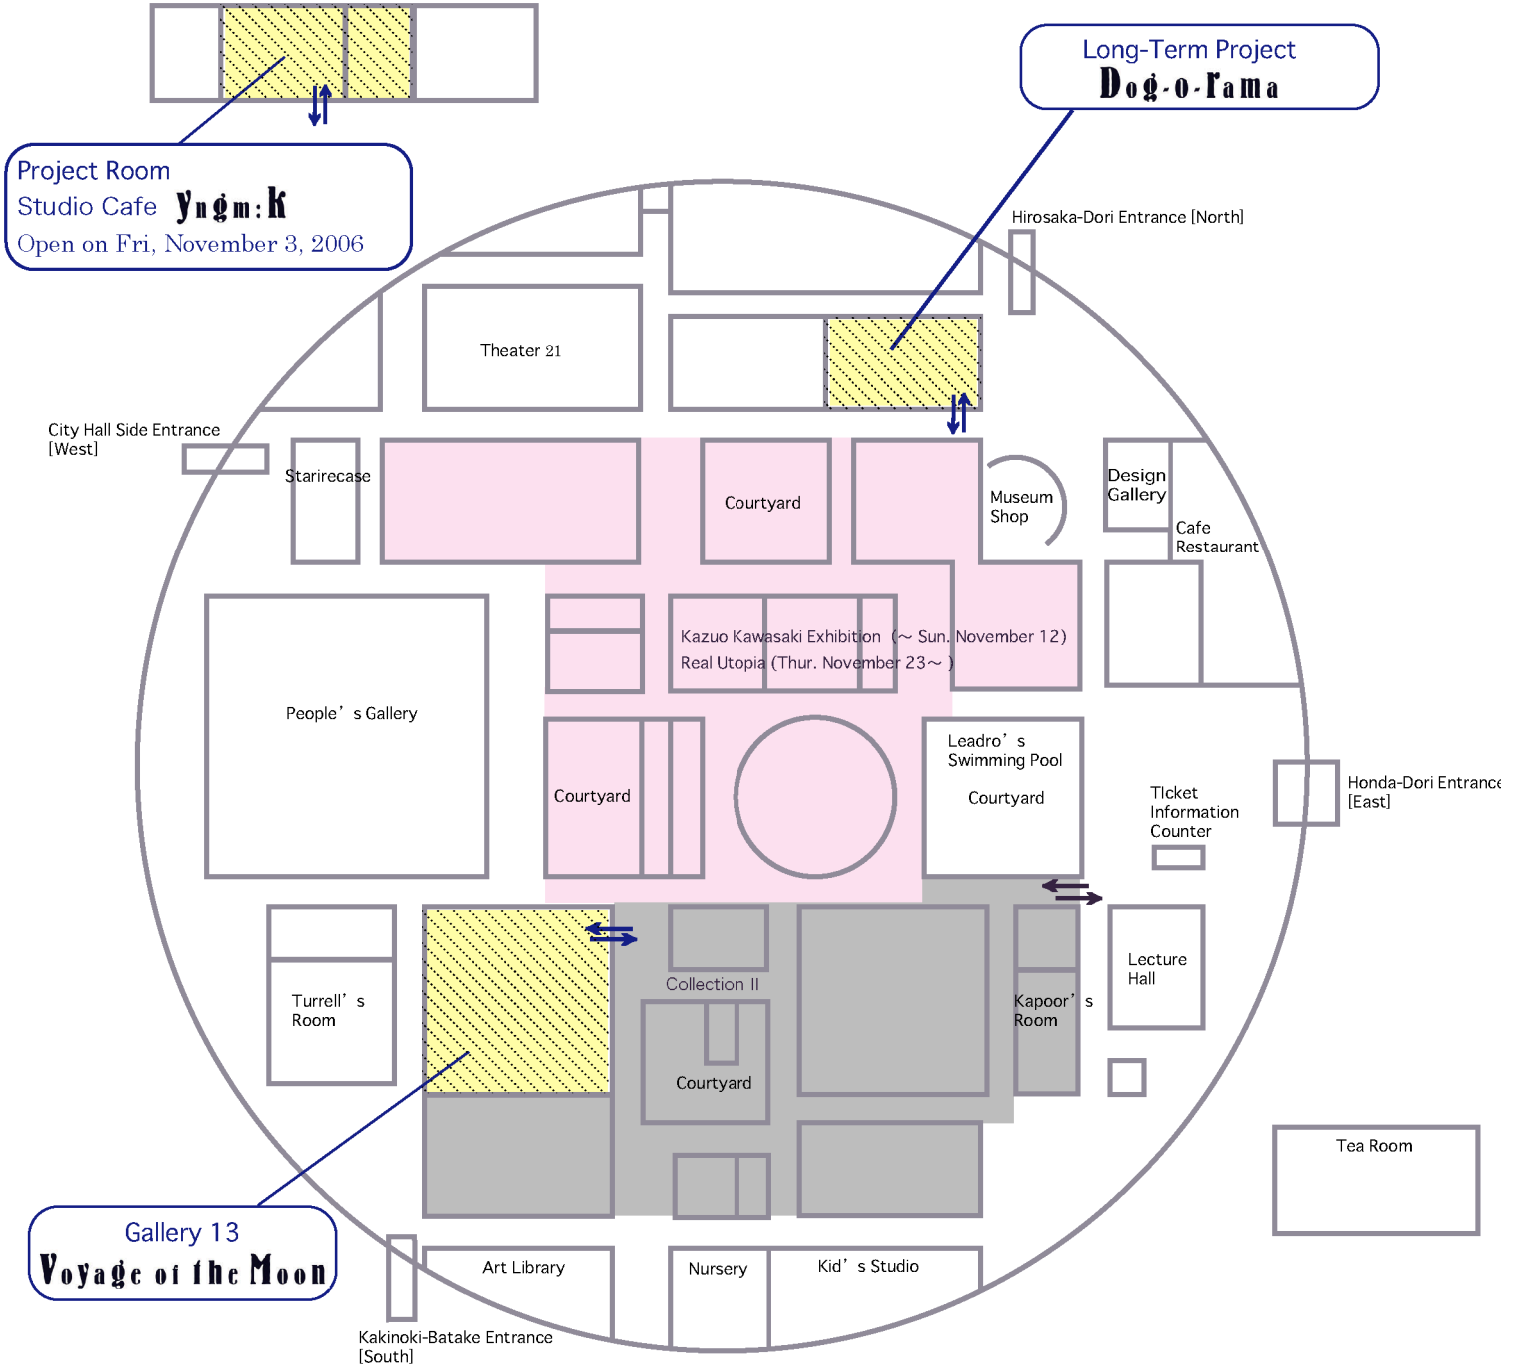 Long-Term Project
Dog-o-rama
Project Room
Studio Cafe yngm:k
Open on Fri, November 3, 2006
Hirosaka-Dori Entrance [North]
Theater 21
City Hall Side Entrance
[West]
Starirecase
Courtyard
Museum
Shop
Design
Gallery
Cafe
Restaurant
Kazuo Kawasaki Exhibition (～ Sun. November 12)
Real Utopia (Thur. November 23～ )
People’s Gallery
Leadro’s
Swimming Pool
Courtyard
Courtyard
TIcket
Information
Counter
Honda-Dori Entrance
[East]
Turrell’s
Room
Collection II
Courtyard
Kapoor’s
Room
Lecture
Hall
Tea Room
Gallery 13
Voyage of the Moon
Art Library
Nursery
Kid’s Studio
Kakinoki-Batake Entrance
[South]